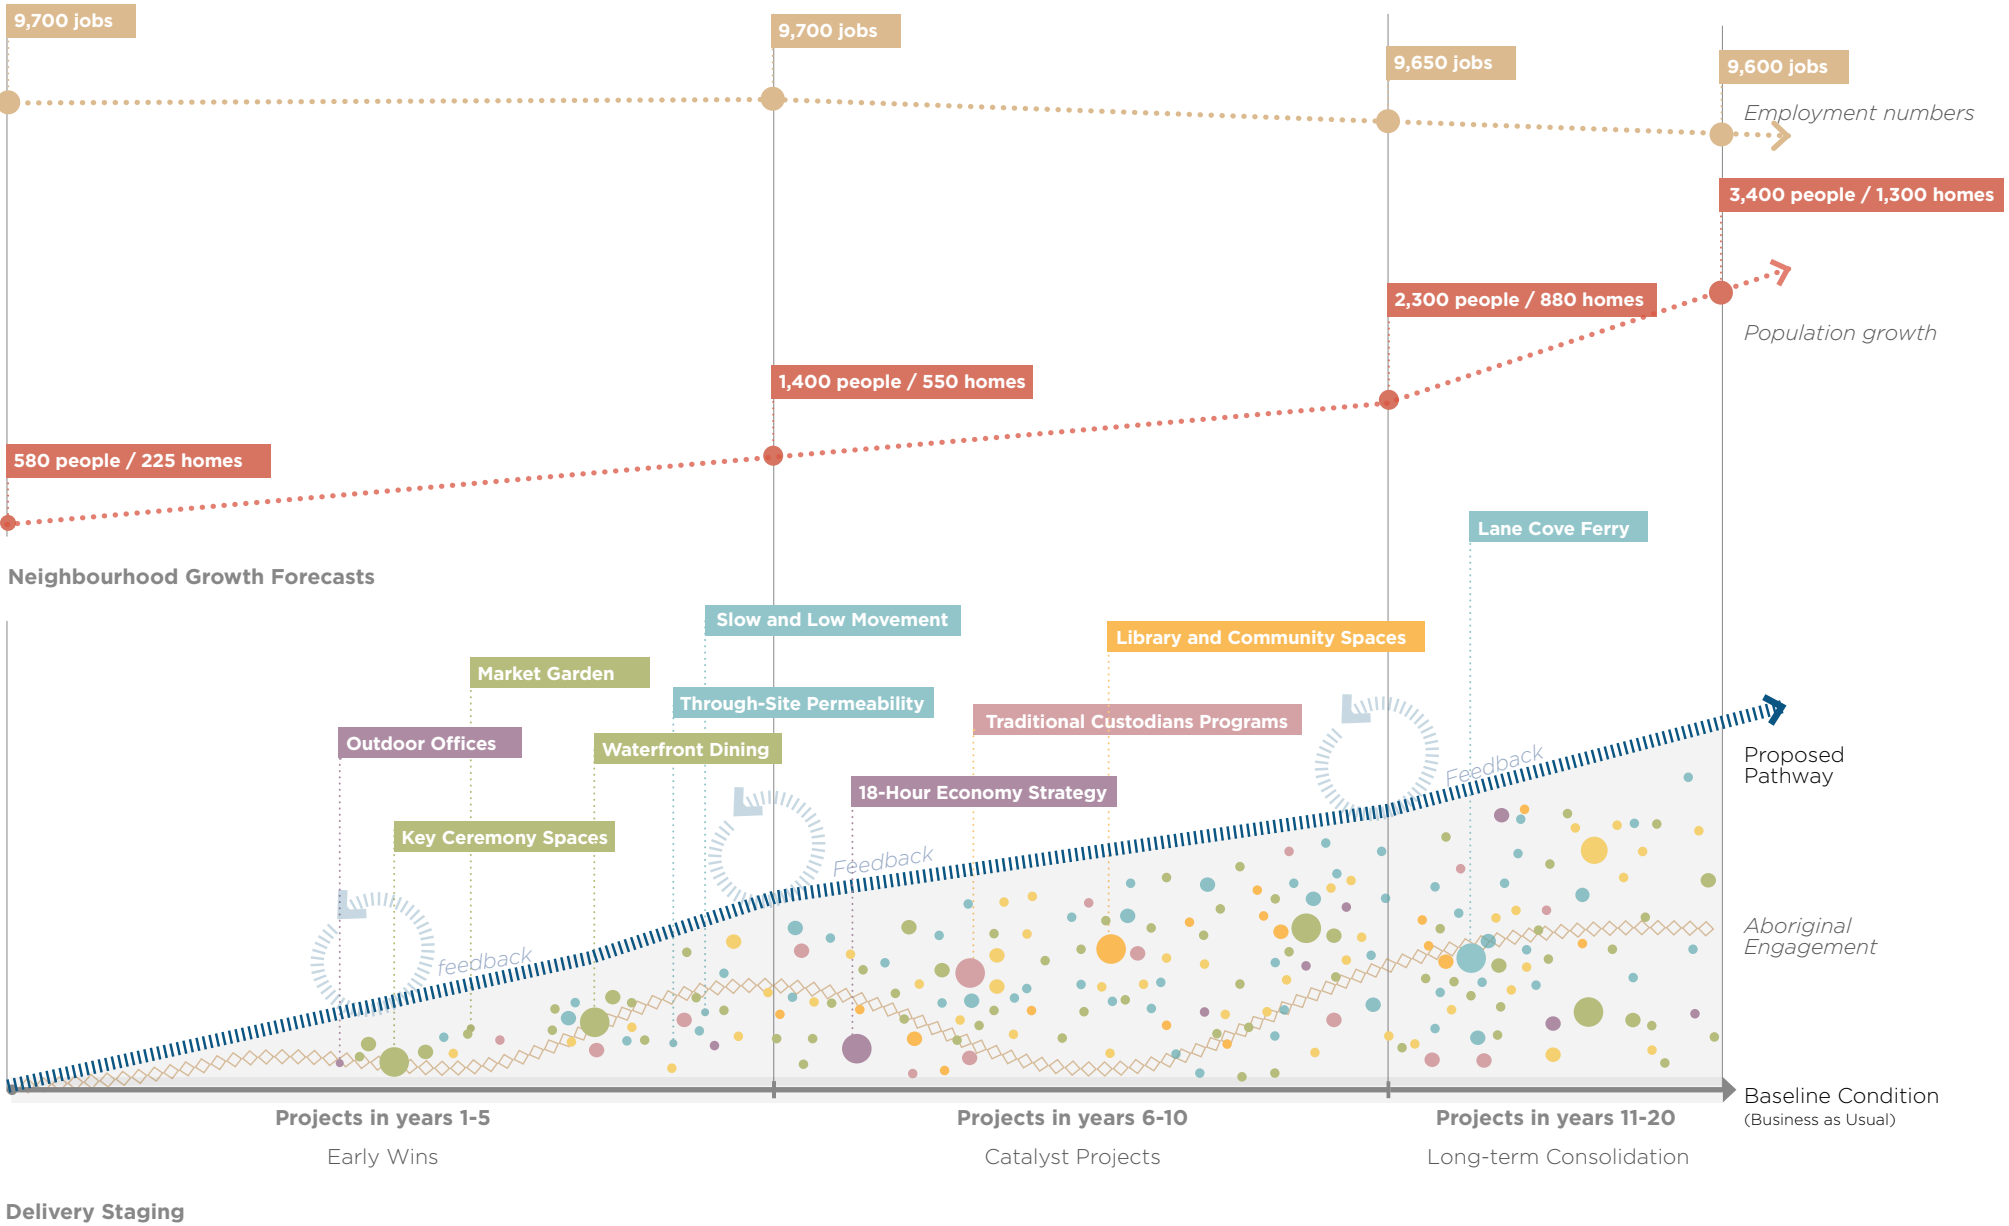 9,700 jobs
9,700 jobs
9,650 jobs
9,600 jobs
Employment numbers
3,400 people / 1,300 homes
2,300 people / 880 homes
Population growth
1,400 people / 550 homes
580 people / 225 homes
Lane Cove Ferry
Neighbourhood Growth Forecasts
Slow and Low Movement
Library and Community Spaces
Market Garden
Through-Site Permeability
Traditional Custodians Programs
Outdoor Offices
Waterfront Dining
Feedback
Proposed
Pathway
18-Hour Economy Strategy
Key Ceremony Spaces
Feedback
feedback
Aboriginal
Engagement
Baseline Condition
(Business as Usual)
Projects in years 1-5
Projects in years 6-10
Projects in years 11-20
Early Wins
Catalyst Projects
Long-term Consolidation
Delivery Staging